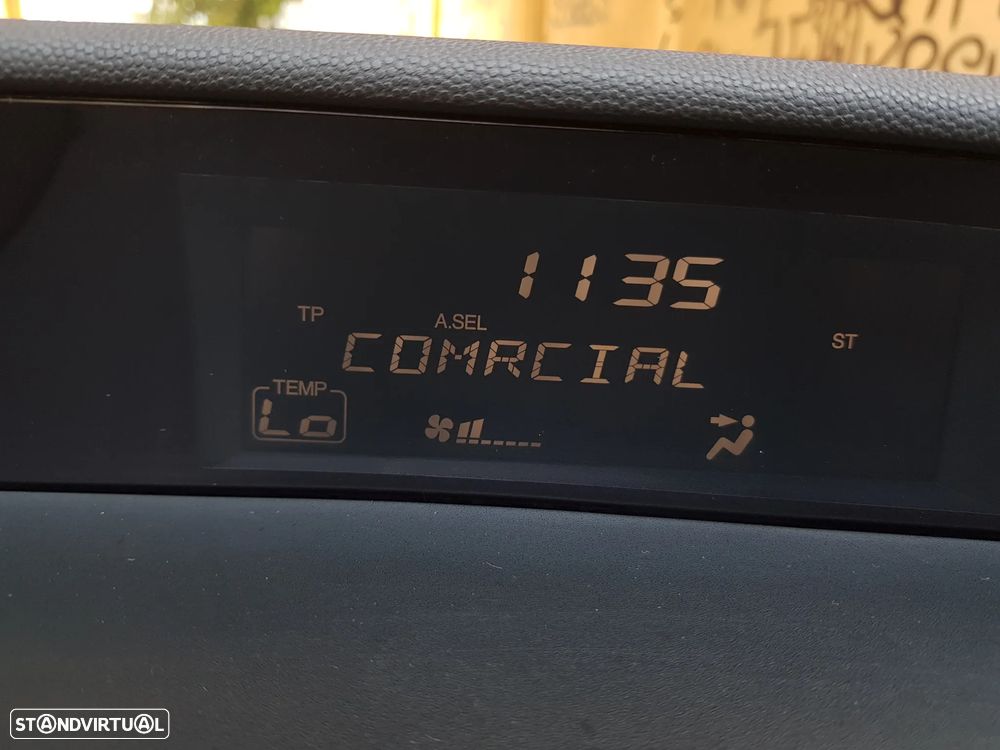 1135
TP A.SEL ST
COMRCIAL
TEMP
Lo
STANDVIRTUAL